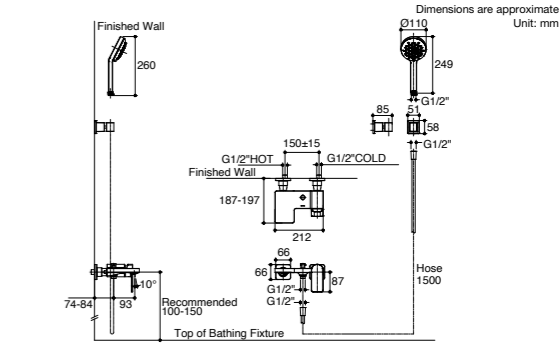 Dimensions are approximate
Unit: mm
Finished Wall
Ø110
260
249
G1/2"
85
51
58
G1/2"
150±15
G1/2"HOT
G1/2"COLD
Finished Wall
187-197
212
66
66
87
Hose
1500
10°
G1/2"
G1/2"
74-84
93
Recommended
100-150
Top of Bathing Fixture